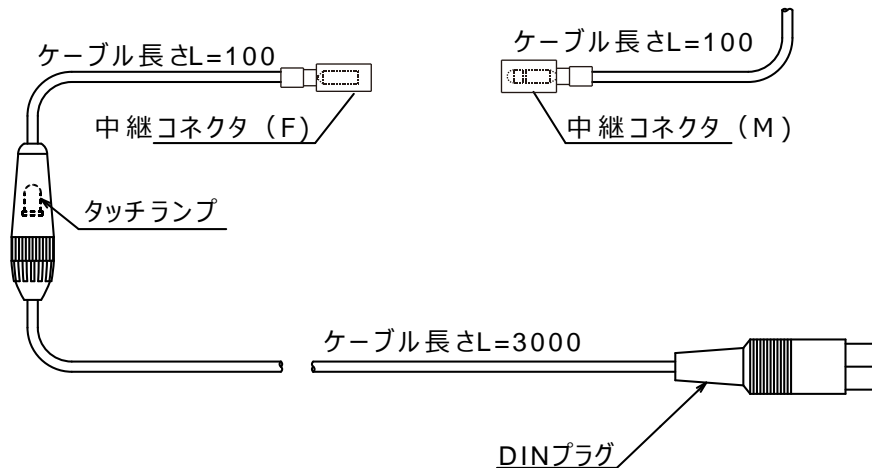 ケーブル長さL=100
ケーブル長さL=100
中継コネクタ（F）
中継コネクタ（M）
タッチランプ
ケーブル長さL=3000
DINプラグ